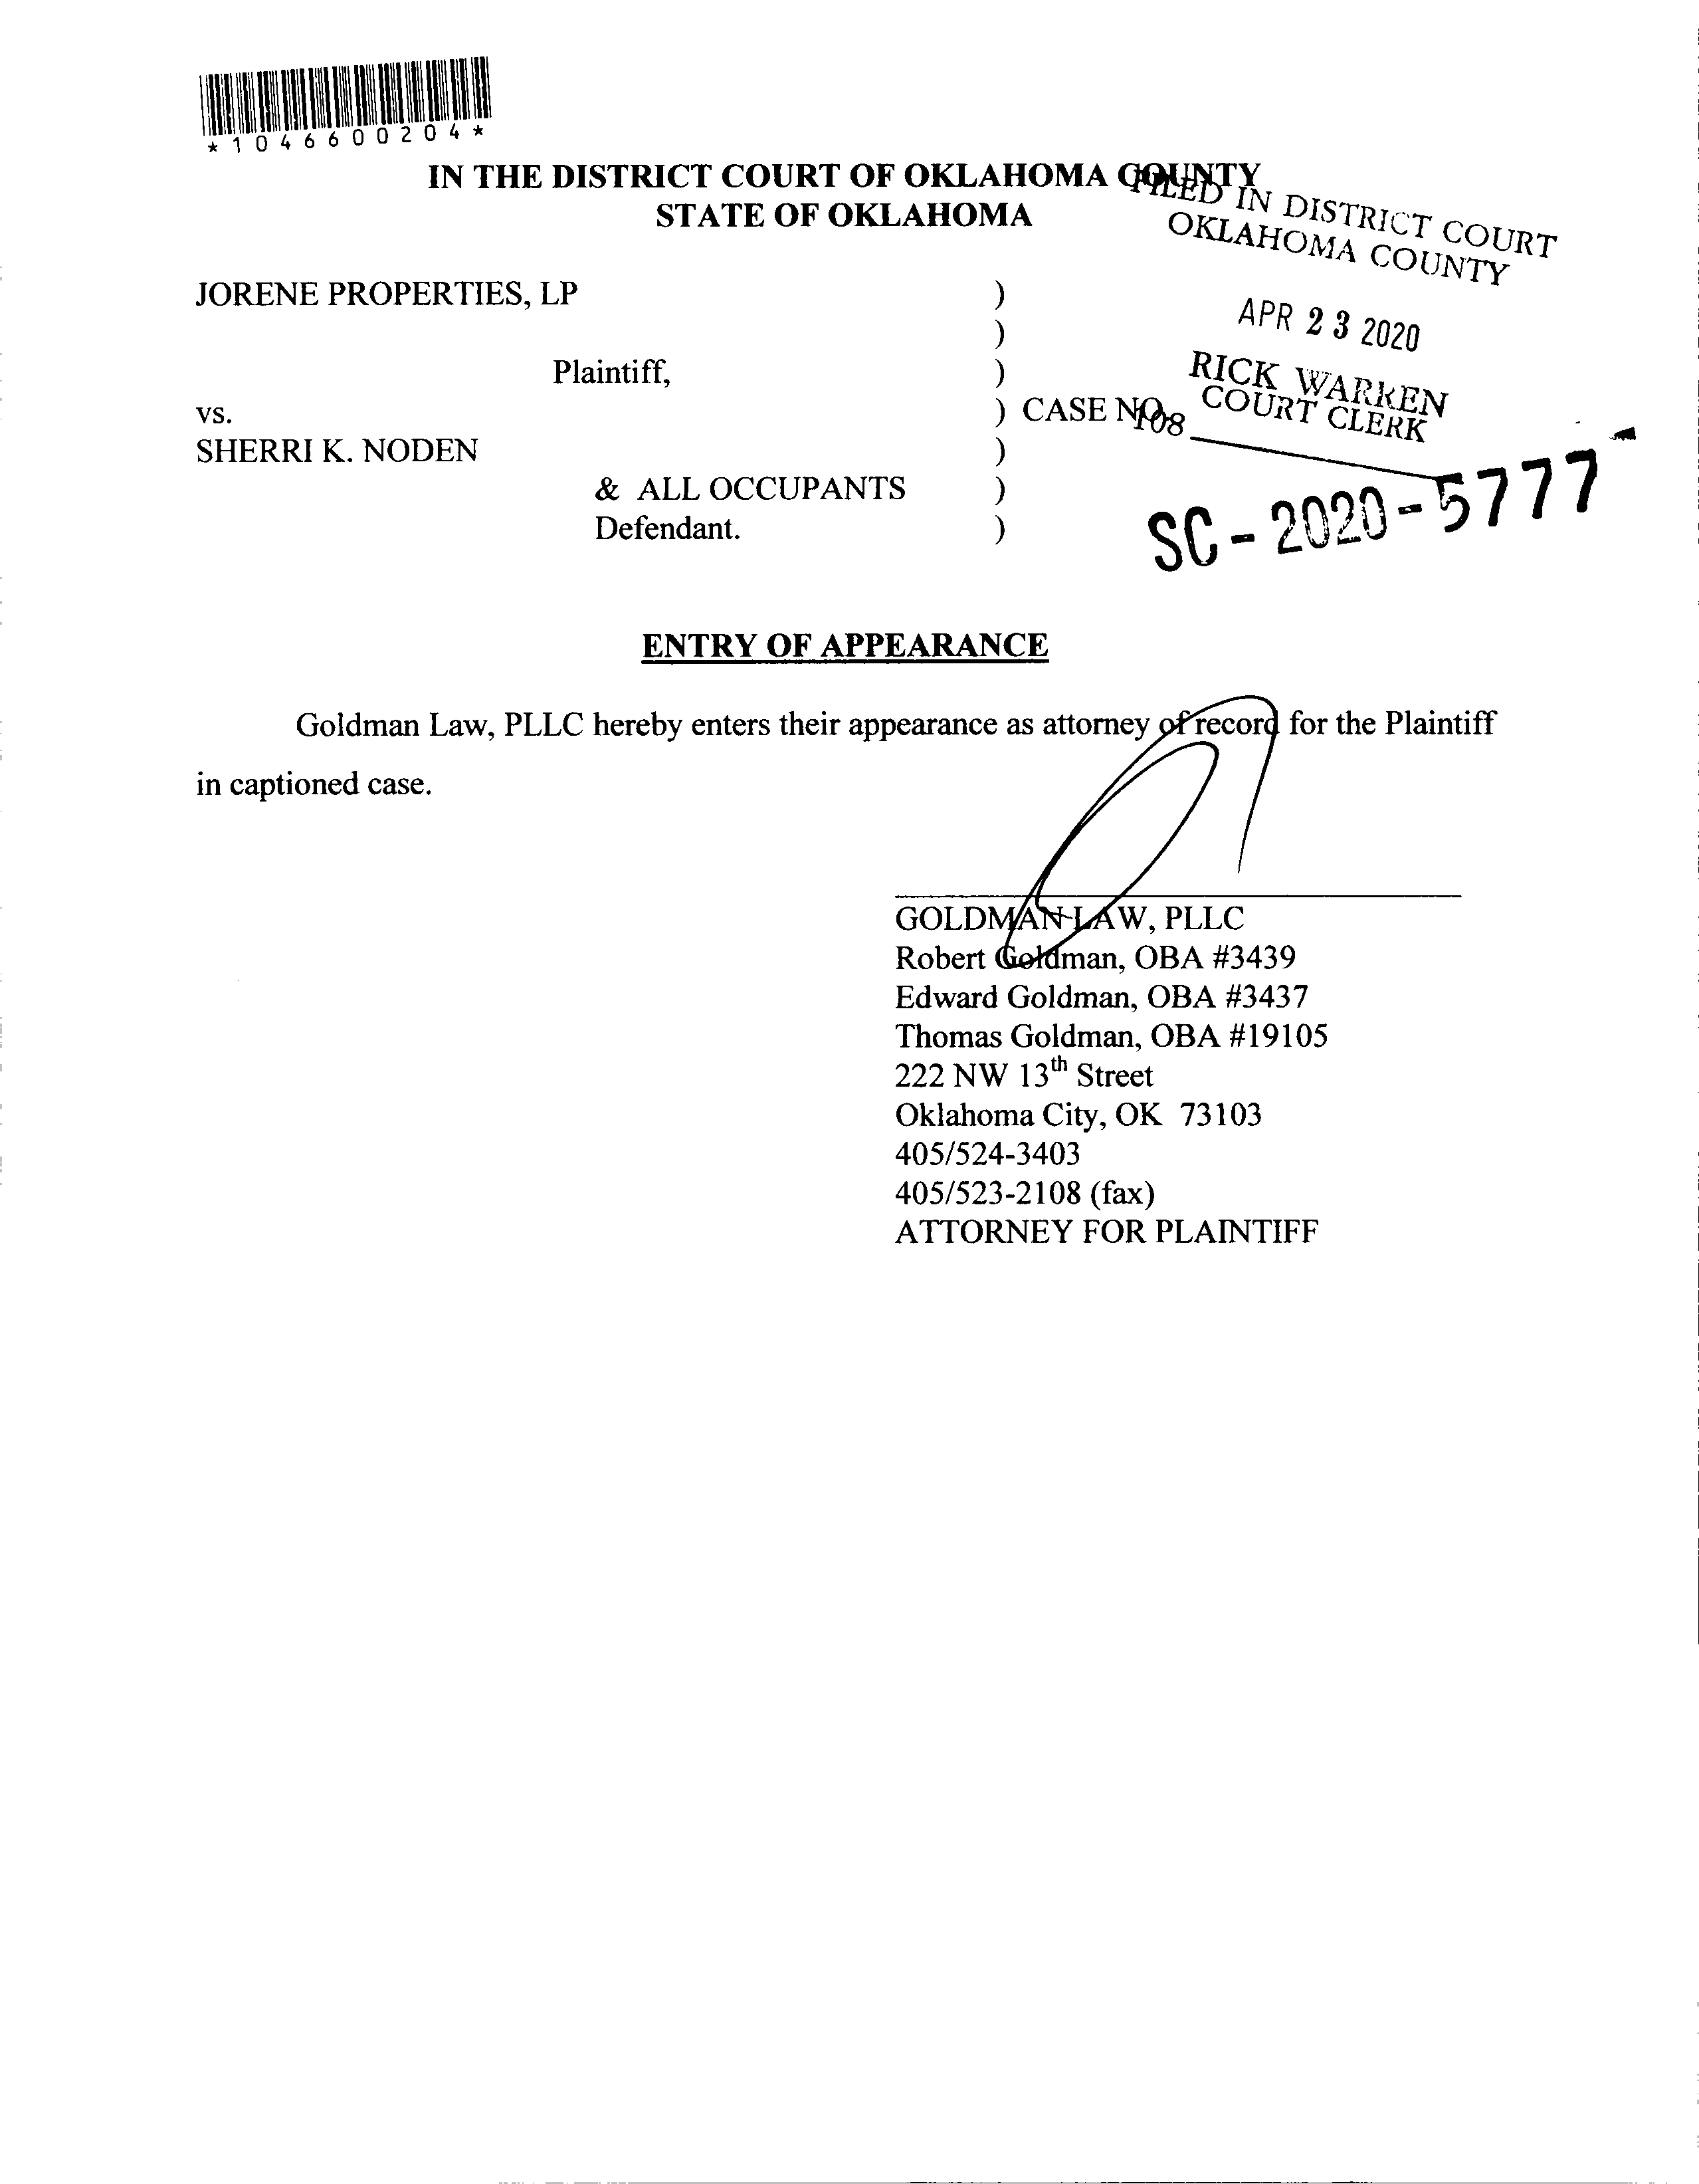 *1046600204*
IN THE DISTRICT COURT OF OKLAHOMA COUNTY
STATE OF OKLAHOMA
FILED IN DISTRICT COURT
OKLAHOMA COUNTY
APR 23 2020
RICK WARREN
COURT CLERK
108
JORENE PROPERTIES, LP )
)
Plaintiff, )
vs. ) CASE NO.
SHERRI K. NODEN )
& ALL OCCUPANTS )
Defendant. )
SC-2020-5777
ENTRY OF APPEARANCE
Goldman Law, PLLC hereby enters their appearance as attorney of record for the Plaintiff
in captioned case.
GOLDMAN LAW, PLLC
Robert Goldman, OBA #3439
Edward Goldman, OBA #3437
Thomas Goldman, OBA #19105
222 NW 13th Street
Oklahoma City, OK 73103
405/524-3403
405/523-2108 (fax)
ATTORNEY FOR PLAINTIFF